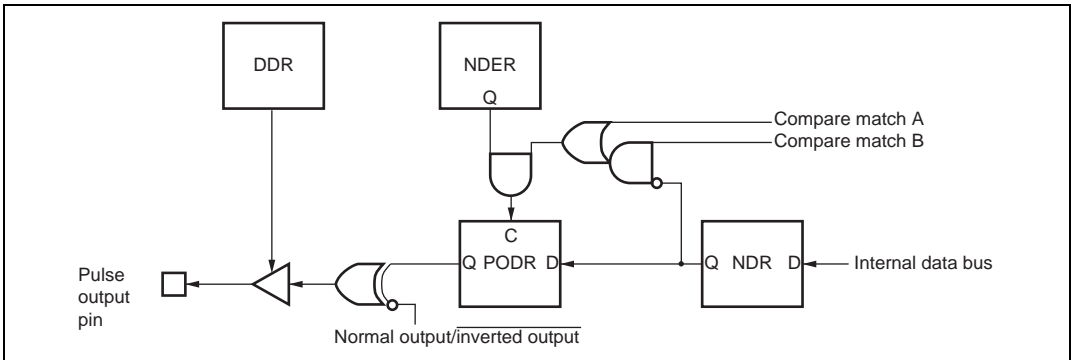 DDR
NDER
Q
Compare match A
Compare match B
C
Q PODR D
Q NDR D
Internal data bus
Pulse
output
pin
Normal output/inverted output